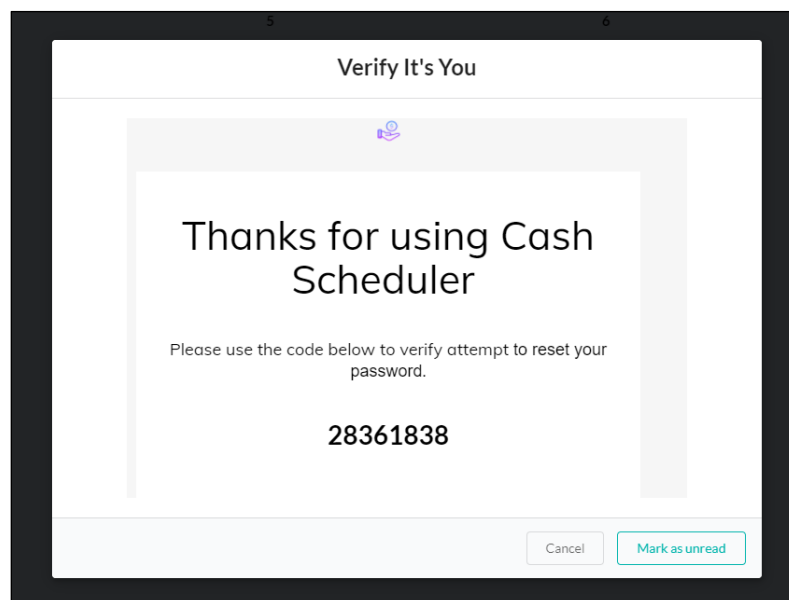 5 6
Verify It's You
Thanks for using Cash
Scheduler
Please use the code below to verify attempt to reset your
password.
28361838
Cancel Mark as unread